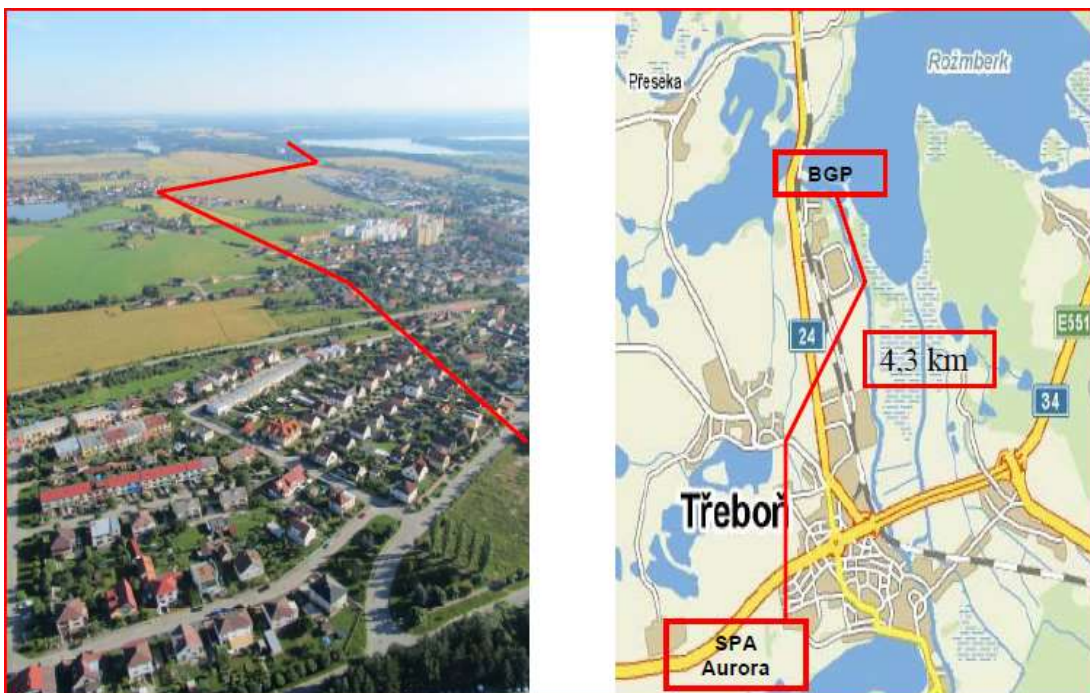 Rožmberk
Přeseka
BGP
E551
24
4,3 km
34
Třeboň
SPA
Aurora